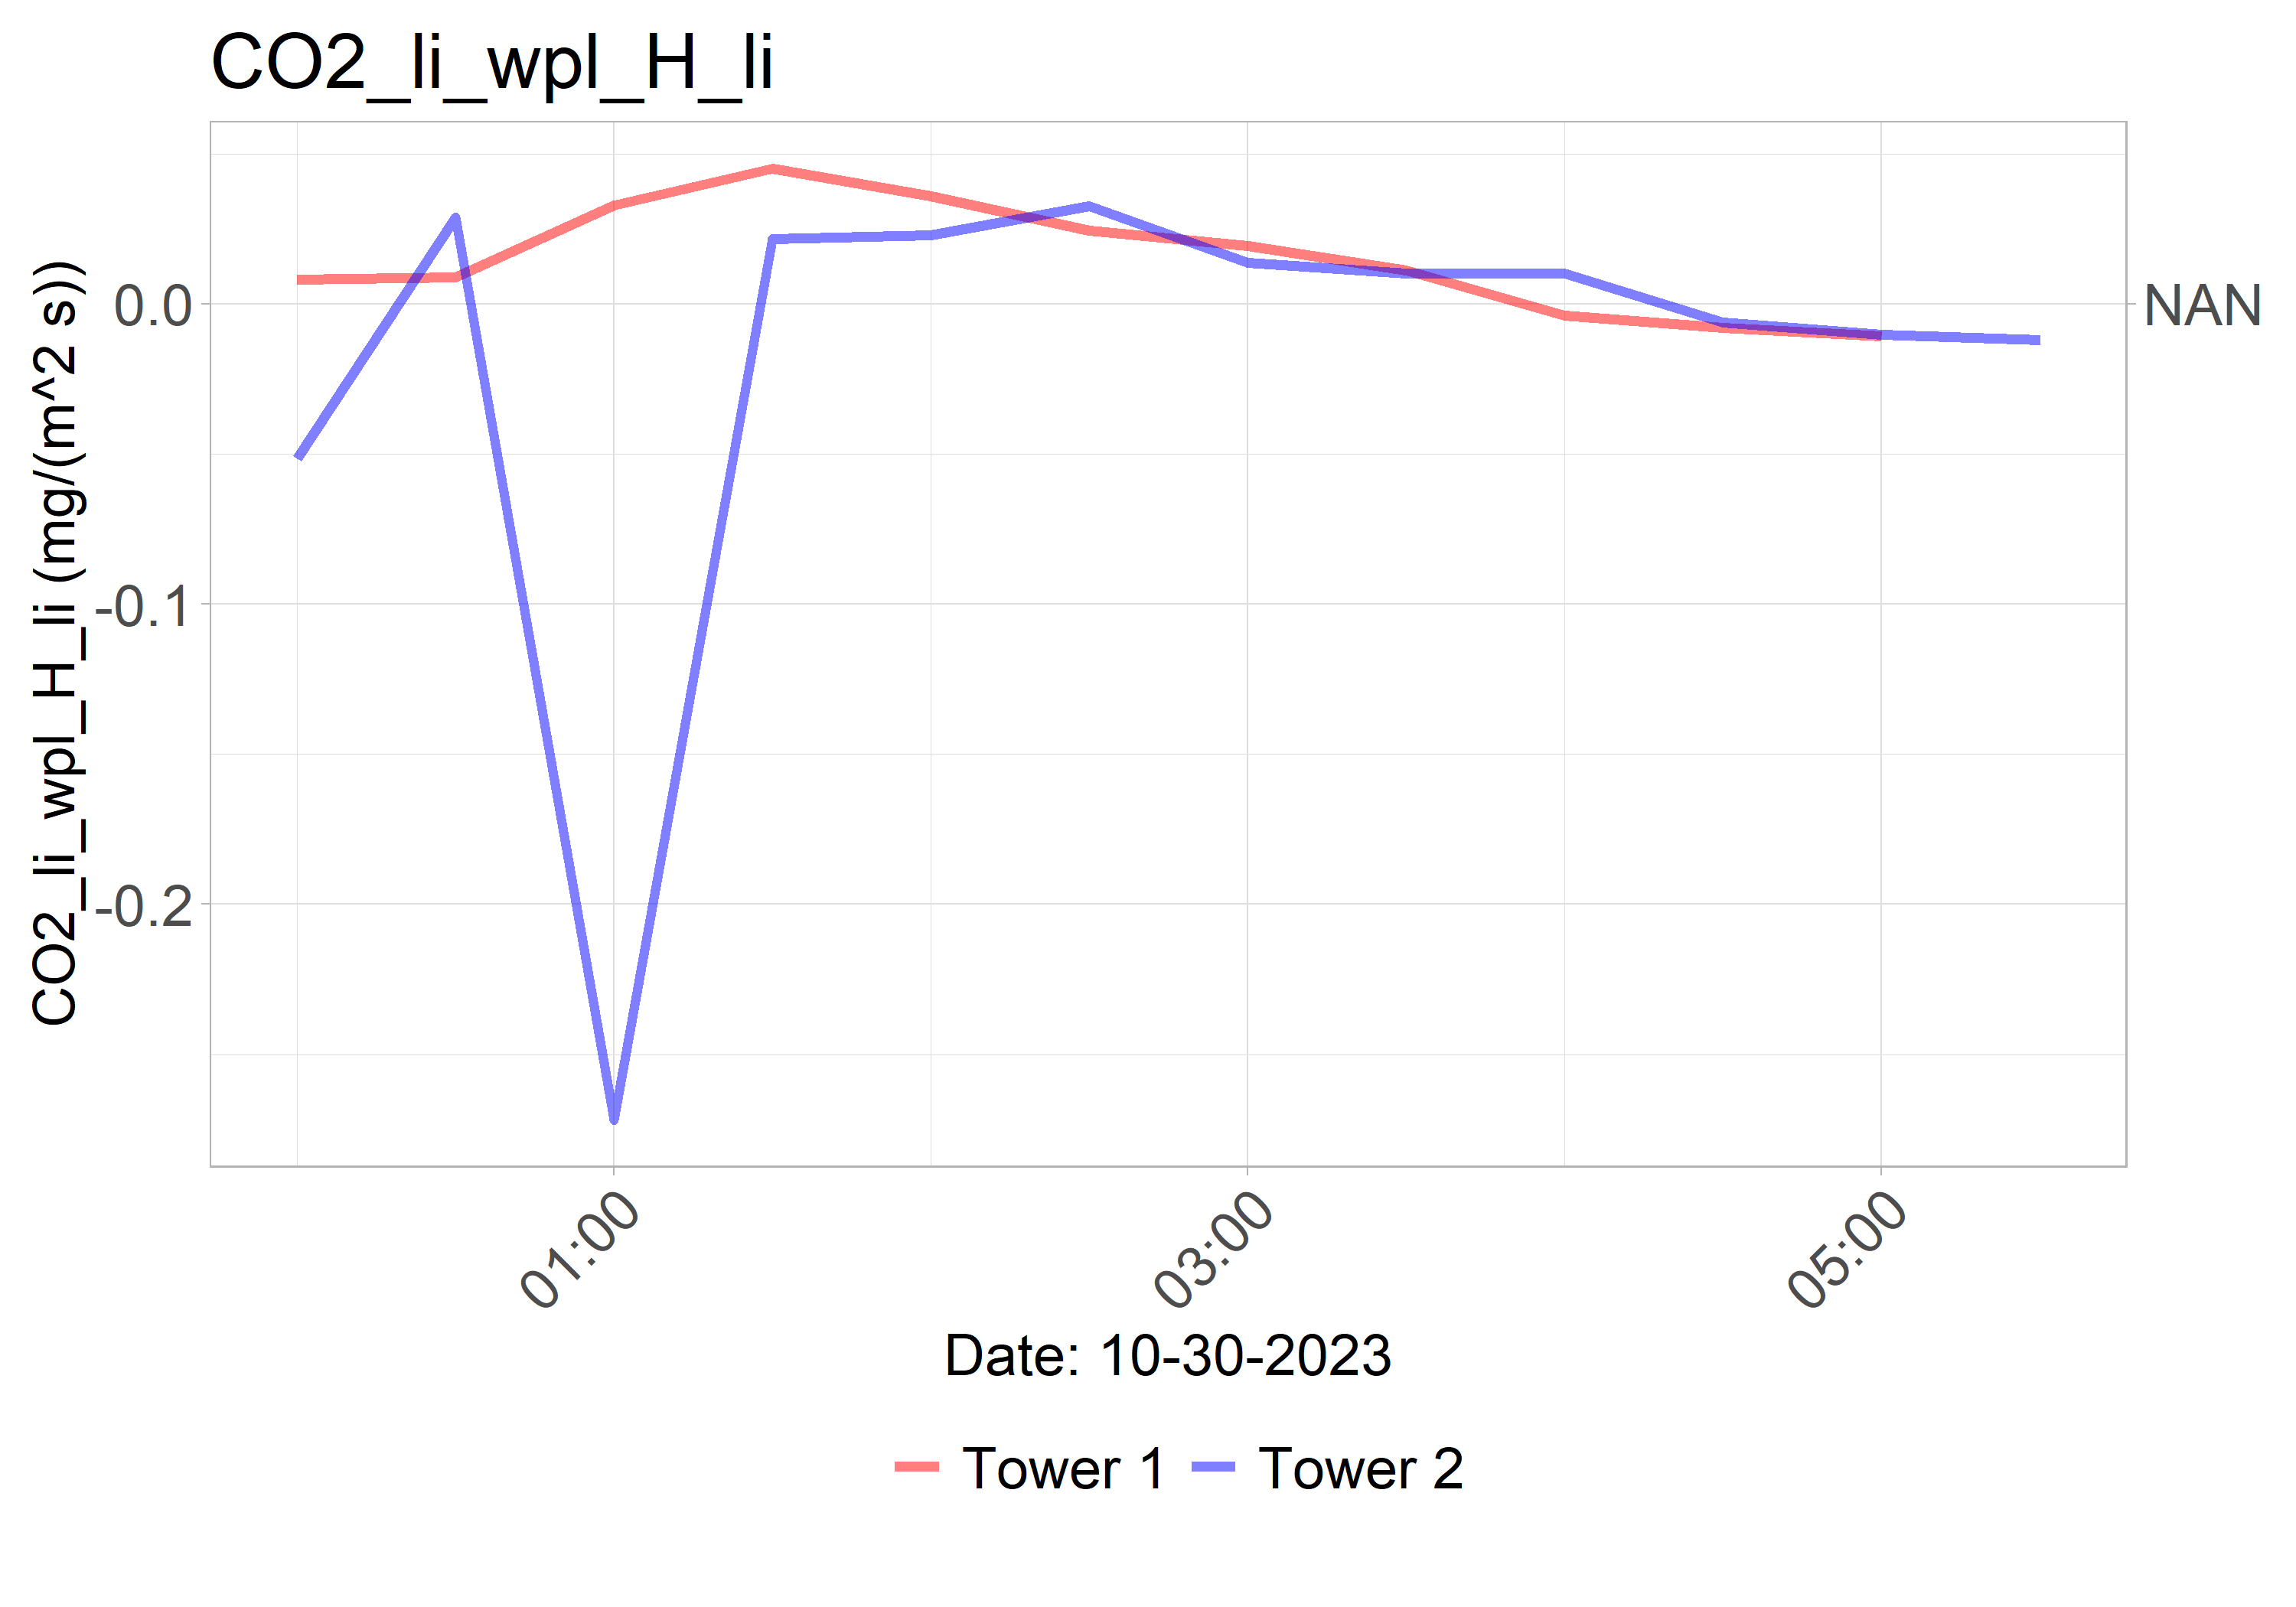 CO2_li_wpl_H_li
CO2_li_wpl_H_li (mg/(m^2 s))
0.0
-0.1
-0.2
NAN
01:00
03:00
05:00
Date: 10-30-2023
Tower 1
Tower 2